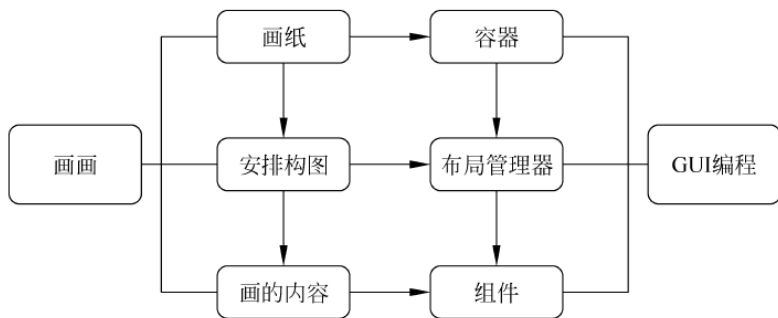 画纸
容器
画画
安排构图
布局管理器
GUI编程
画的内容
组件